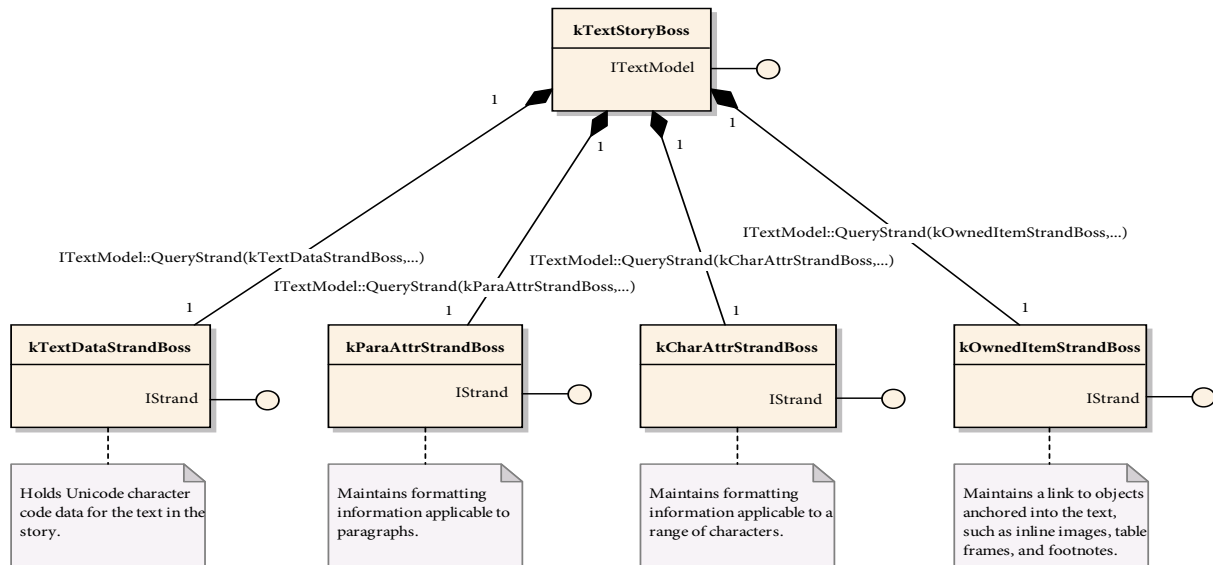 kTextStoryBoss
ITextModel
1
1
1
1
ITextModel::QueryStrand(kOwnedItemStrandBoss,...)
ITextModel::QueryStrand(kTextDataStrandBoss,...)
ITextModel::QueryStrand(kCharAttrStrandBoss,...)
ITextModel::QueryStrand(kParaAttrStrandBoss,...)
1
1
1
1
kTextDataStrandBoss
IStrand
kParaAttrStrandBoss
IStrand
kCharAttrStrandBoss
IStrand
kOwnedItemStrandBoss
IStrand
Holds Unicode character
code data for the text in the
story.
Maintains formatting
information applicable to
paragraphs.
Maintains formatting
information applicable to a
range of characters.
Maintains a link to objects
anchored into the text,
such as inline images, table
frames, and footnotes.